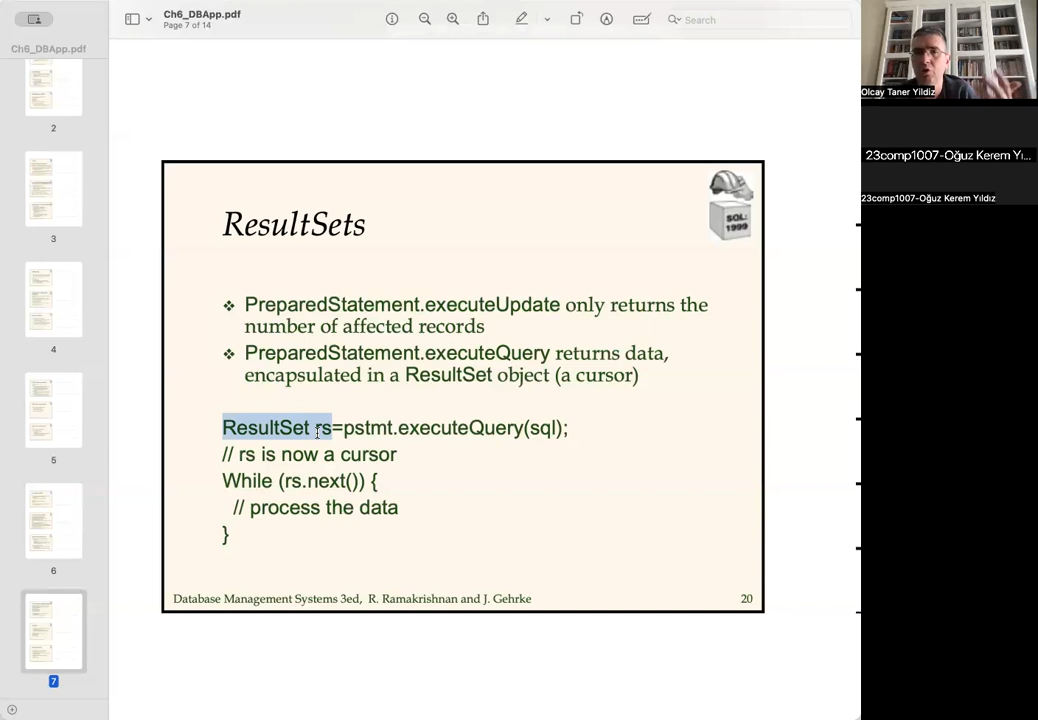 Ch6_DBApp.pdf
Page 7 of 14
Search
Ch6_DBApp.pdf
2
3
4
5
6
7
ResultSets
SQL:
1999
❖ PreparedStatement.executeUpdate only returns the
number of affected records
❖ PreparedStatement.executeQuery returns data,
encapsulated in a ResultSet object (a cursor)
ResultSet rs=pstmt.executeQuery(sql);
// rs is now a cursor
While (rs.next()) {
// process the data
}
Database Management Systems 3ed, R. Ramakrishnan and J. Gehrke
20
Olcay Taner Yildiz
23comp1007-Oğuz Kerem Yı...
23comp1007-Oğuz Kerem Yıldız